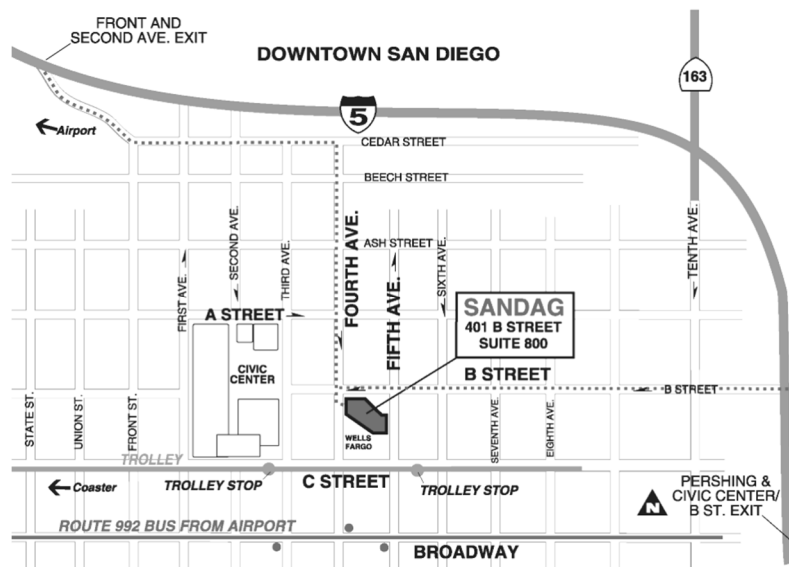 FRONT AND
SECOND AVE. EXIT
DOWNTOWN SAN DIEGO
163
5
Airport
CEDAR STREET
BEECH STREET
ASH STREET
FIRST AVE.
SECOND AVE.
THIRD AVE.
FOURTH AVE.
FIFTH AVE.
SIXTH AVE.
TENTH AVE.
A STREET
SANDAG
401 B STREET
SUITE 800
CIVIC
CENTER
B STREET
B STREET
STATE ST.
UNION ST.
FRONT ST.
SEVENTH AVE.
EIGHTH AVE.
WELLS
FARGO
TROLLEY
Coaster
TROLLEY STOP
C STREET
TROLLEY STOP
PERSHING &
CIVIC CENTER/
B ST. EXIT
N
ROUTE 992 BUS FROM AIRPORT
BROADWAY